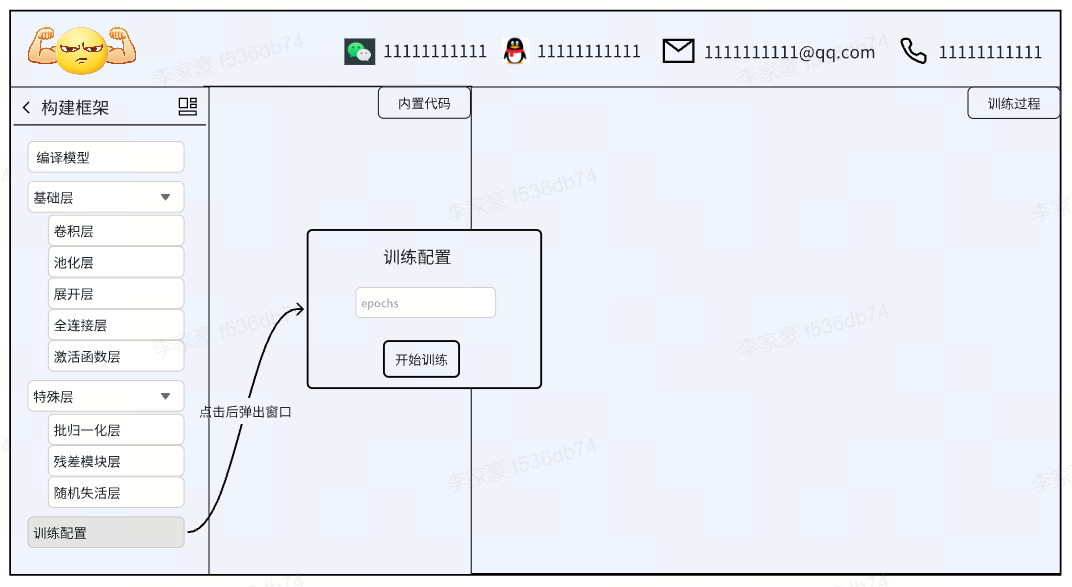 11111111111
11111111111
1111111111@qq.com
11111111111
构建框架
内置代码
训练过程
编译模型
基础层
卷积层
池化层
展开层
全连接层
激活函数层
特殊层
批归一化层
残差模块层
随机失活层
训练配置
点击后弹出窗口
训练配置
epochs
开始训练
李家豪 f536db74
李家豪 f536db74
李家豪 f536db74
李家豪 f536db74
李家豪 f536db74
李家豪 f536db74